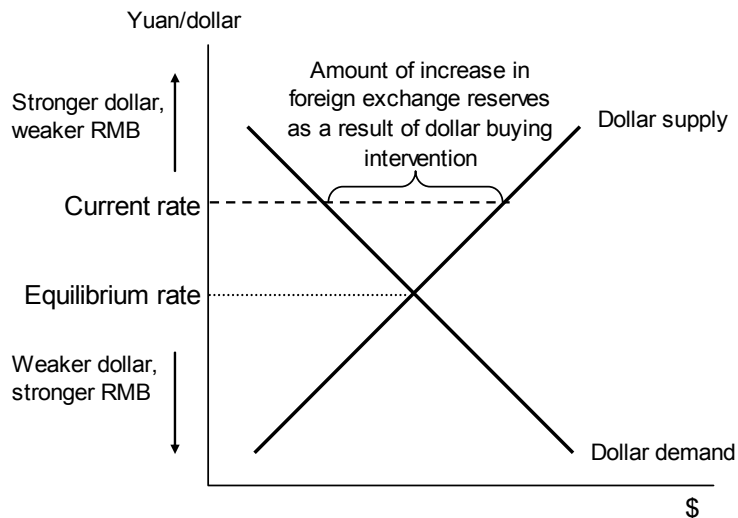 Yuan/dollar
Amount of increase in
foreign exchange reserves
as a result of dollar buying
intervention
Stronger dollar,
weaker RMB
Dollar supply
Current rate
Equilibrium rate
Weaker dollar,
stronger RMB
Dollar demand
$